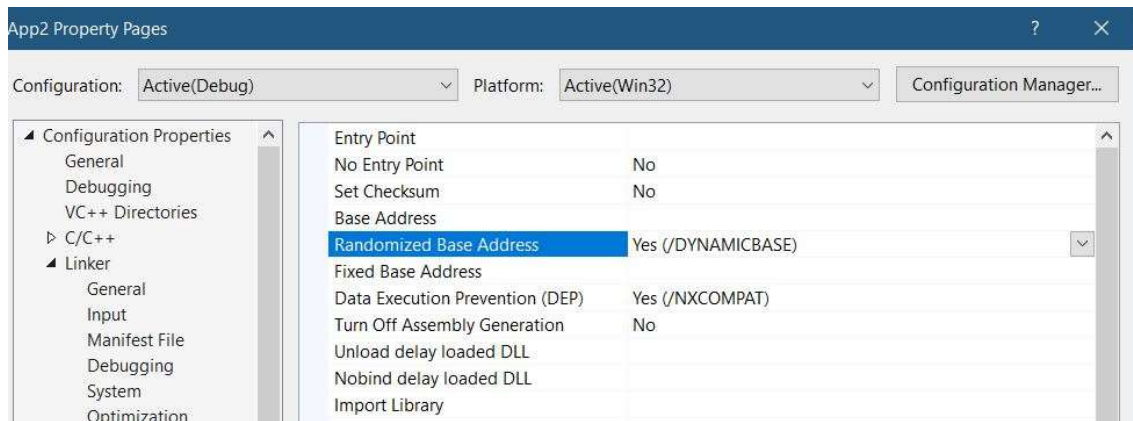 App2 Property Pages ?
Configuration: Active(Debug) Platform: Active(Win32) Configuration Manager...
Configuration Properties
General
Debugging
VC++ Directories
C/C++
Linker
General
Input
Manifest File
Debugging
System
Optimization
Entry Point
No Entry Point No
Set Checksum No
Base Address
Randomized Base Address Yes (/DYNAMICBASE)
Fixed Base Address
Data Execution Prevention (DEP) Yes (/NXCOMPAT)
Turn Off Assembly Generation No
Unload delay loaded DLL
Nobind delay loaded DLL
Import Library